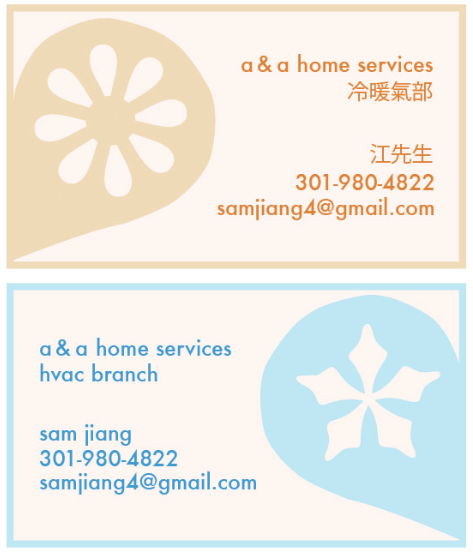 a & a home services
冷暖氣部
江先生
301-980-4822
samjiang4@gmail.com
a & a home services
hvac branch
sam jiang
301-980-4822
samjiang4@gmail.com